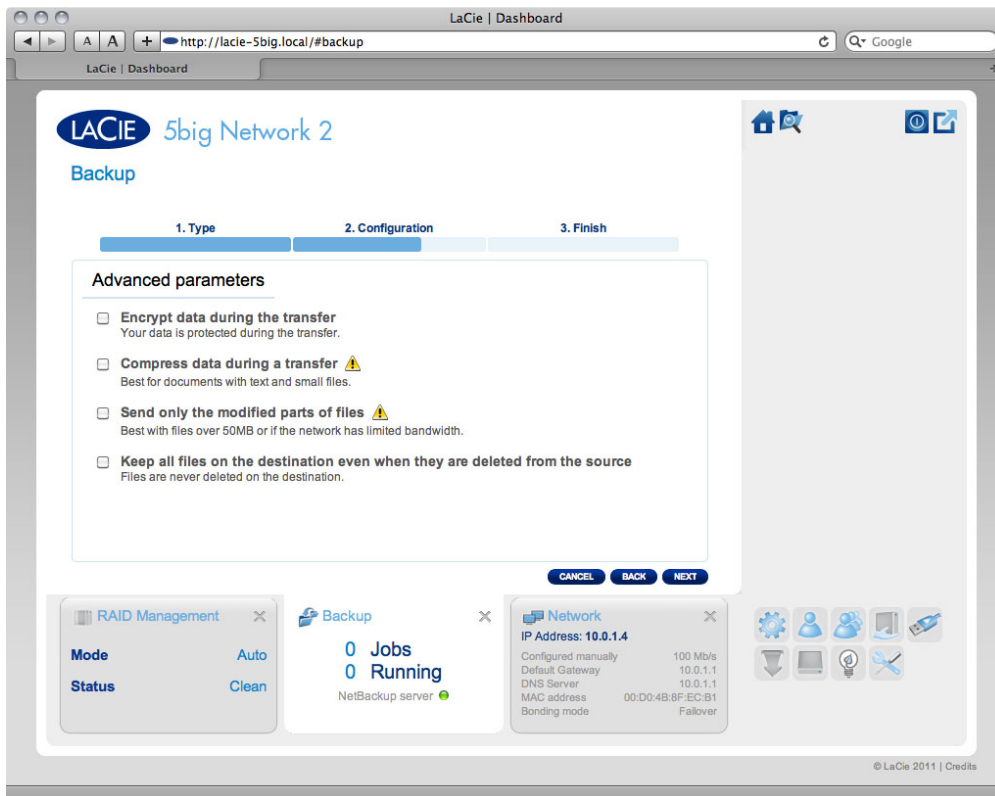 LaCie | Dashboard
A A + http://lacie-5big.local/#backup Google
LaCie | Dashboard
LACIE 5big Network 2
Backup
1. Type 2. Configuration 3. Finish
Advanced parameters
Encrypt data during the transfer
Your data is protected during the transfer.
Compress data during a transfer
Best for documents with text and small files.
Send only the modified parts of files
Best with files over 50MB or if the network has limited bandwidth.
Keep all files on the destination even when they are deleted from the source
Files are never deleted on the destination.
CANCEL BACK NEXT
RAID Management
Mode Auto
Status Clean
Backup
0 Jobs
0 Running
NetBackup server
Network
IP Address: 10.0.1.4
Configured manually 100 Mb/s
Default Gateway 10.0.1.1
DNS Server 10.0.1.1
MAC address 00:D0:4B:8F:EC:B1
Bonding mode Failover
© LaCie 2011 | Credits